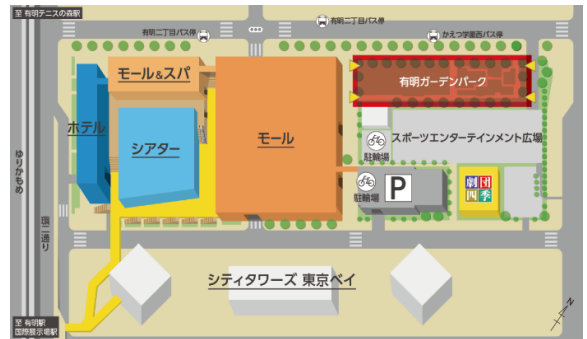 至 有明テニスの森駅
有明二丁目バス停
有明二丁目バス停
かえつ学園西バス停
モール&スパ
有明ガーデンパーク
ホテル
シアター
モール
スポーツエンターテインメント広場
駐輪場
駐輪場
P
劇団
四季
ゆりかもめ
環二通り
シティタワーズ 東京ベイ
至 有明駅
国際展示場駅
N